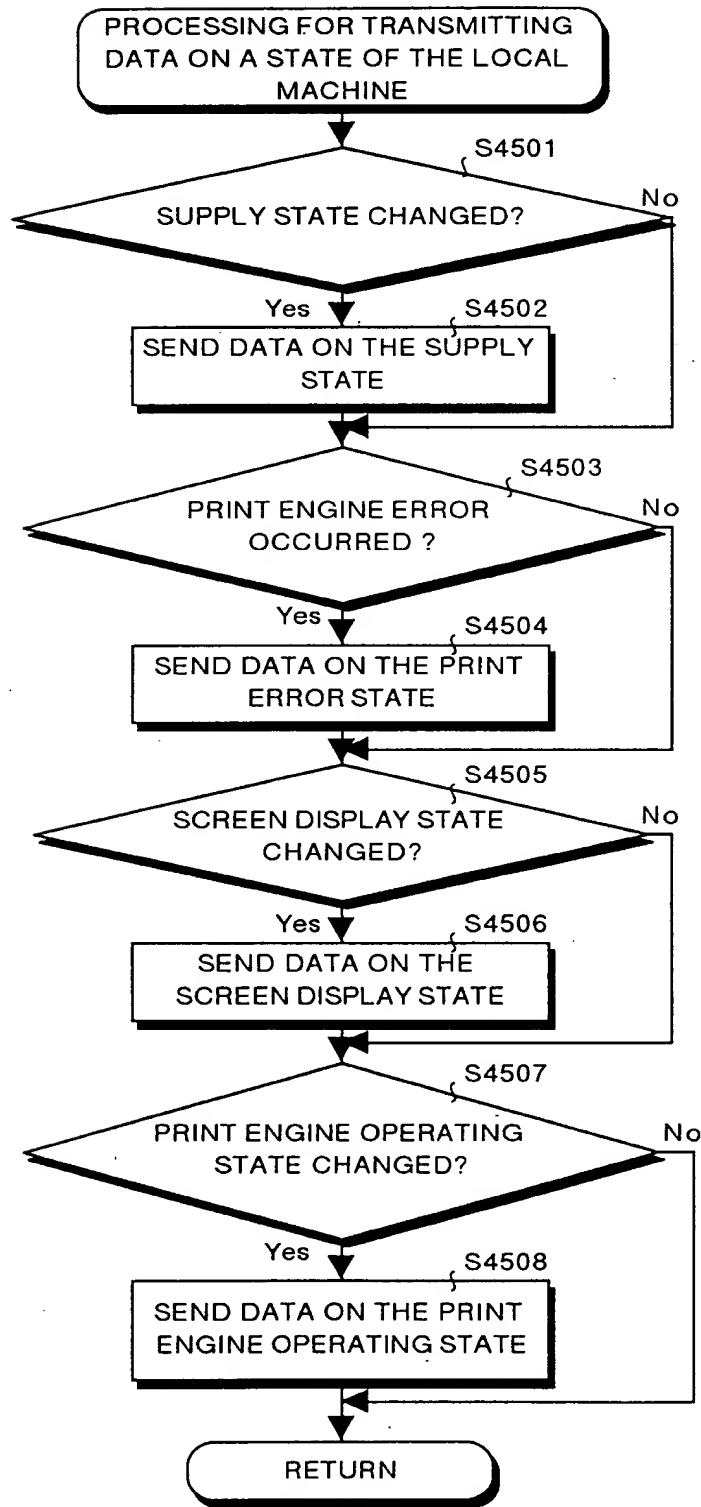 PROCESSING FOR TRANSMITTING
DATA ON A STATE OF THE LOCAL
MACHINE
S4501
SUPPLY STATE CHANGED?
No
Yes
S4502
SEND DATA ON THE SUPPLY
STATE
S4503
PRINT ENGINE ERROR
OCCURRED ?
No
Yes
S4504
SEND DATA ON THE PRINT
ERROR STATE
S4505
SCREEN DISPLAY STATE
CHANGED?
No
Yes
S4506
SEND DATA ON THE
SCREEN DISPLAY STATE
S4507
PRINT ENGINE OPERATING
STATE CHANGED?
No
Yes
S4508
SEND DATA ON THE PRINT
ENGINE OPERATING STATE
RETURN